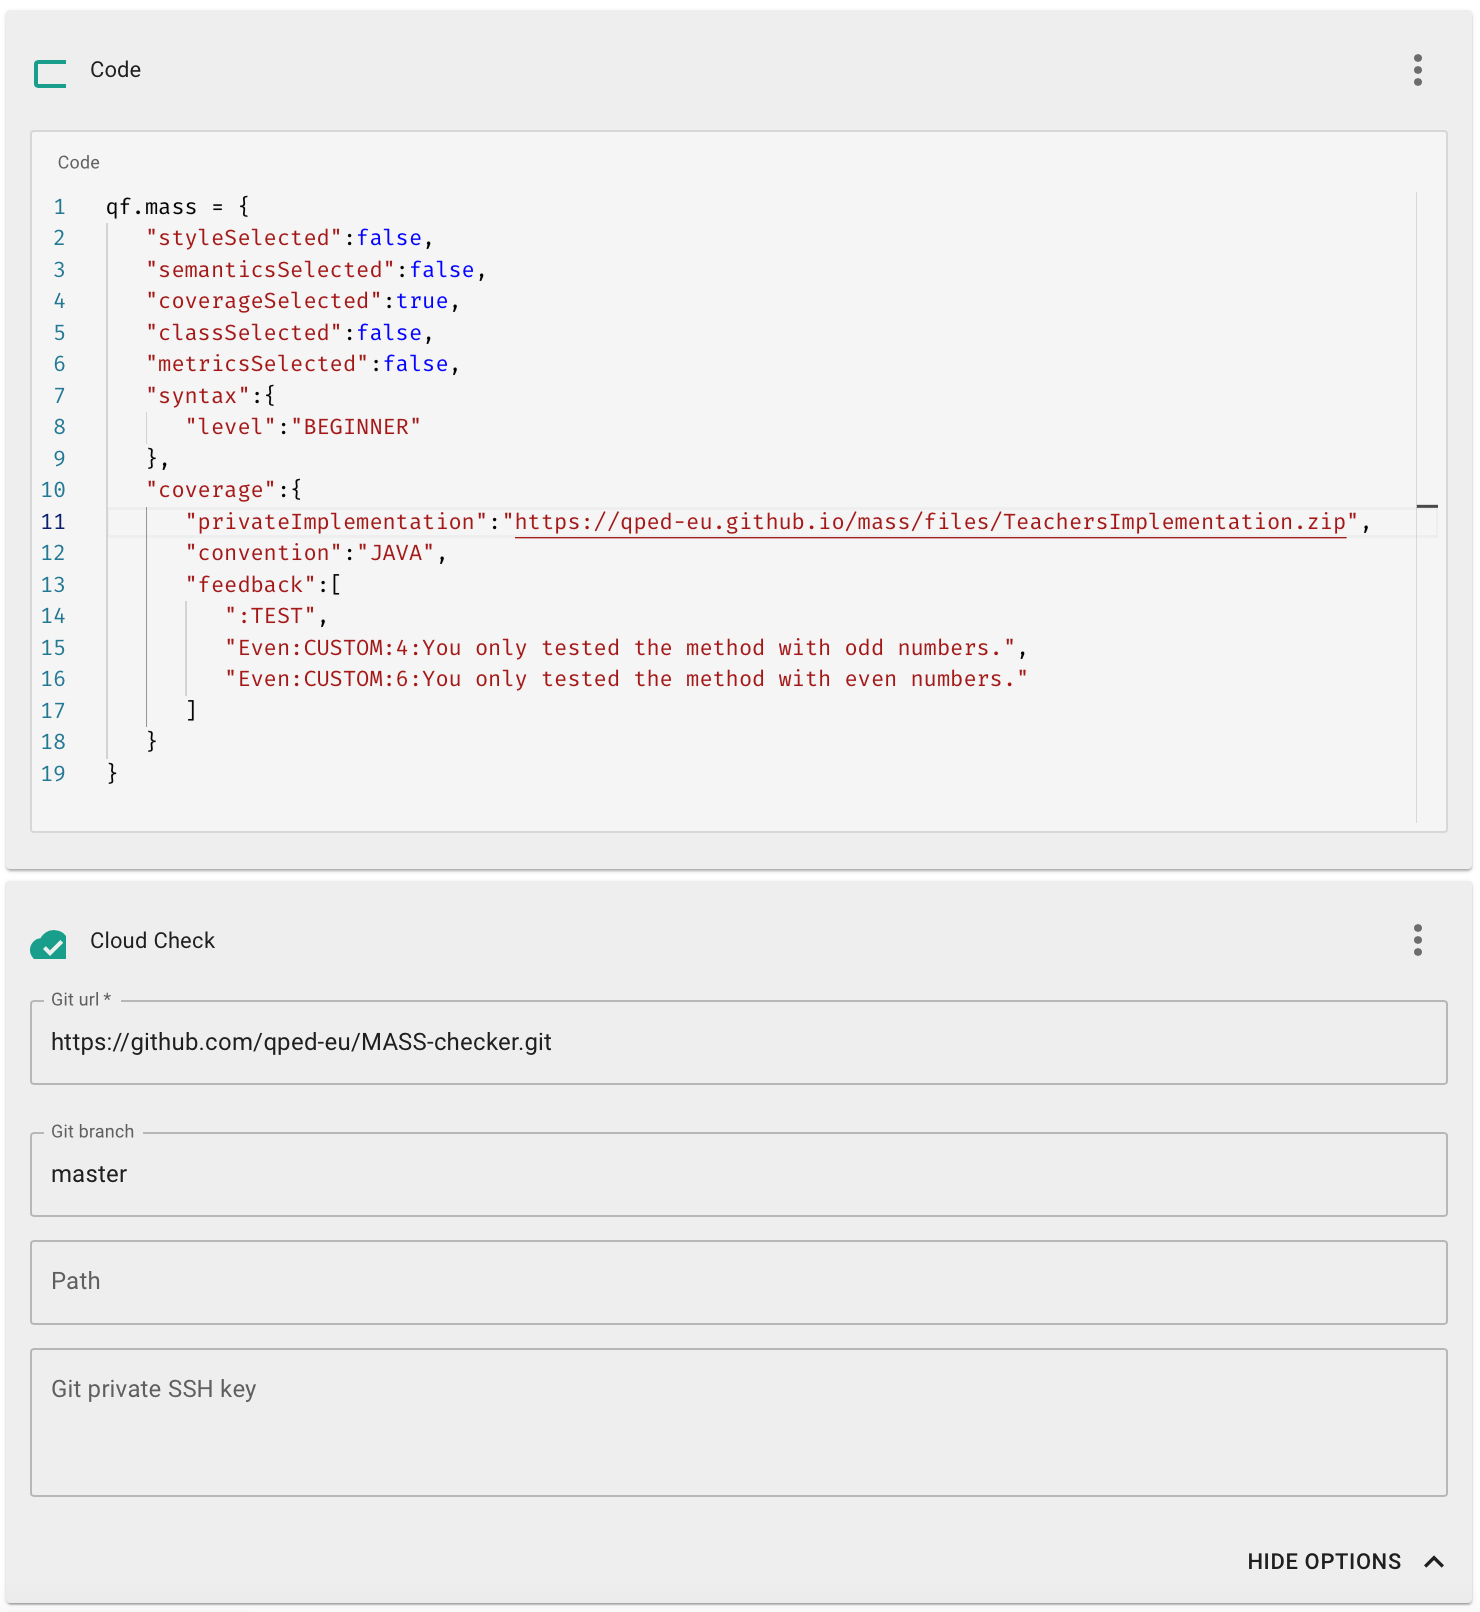 Code
Code
1 qf.mass = {
2 "styleSelected":false,
3 "semanticsSelected":false,
4 "coverageSelected":true,
5 "classSelected":false,
6 "metricsSelected":false,
7 "syntax":{
8 "level":"BEGINNER"
9 },
10 "coverage":{
11 "privateImplementation":"https://qped-eu.github.io/mass/files/TeachersImplementation.zip",
12 "convention":"JAVA",
13 "feedback":[
14 ":TEST",
15 "Even:CUSTOM:4:You only tested the method with odd numbers.",
16 "Even:CUSTOM:6:You only tested the method with even numbers."
17 ]
18 }
19 }
Cloud Check
Git url *
https://github.com/qped-eu/MASS-checker.git
Git branch
master
Path
Git private SSH key
HIDE OPTIONS